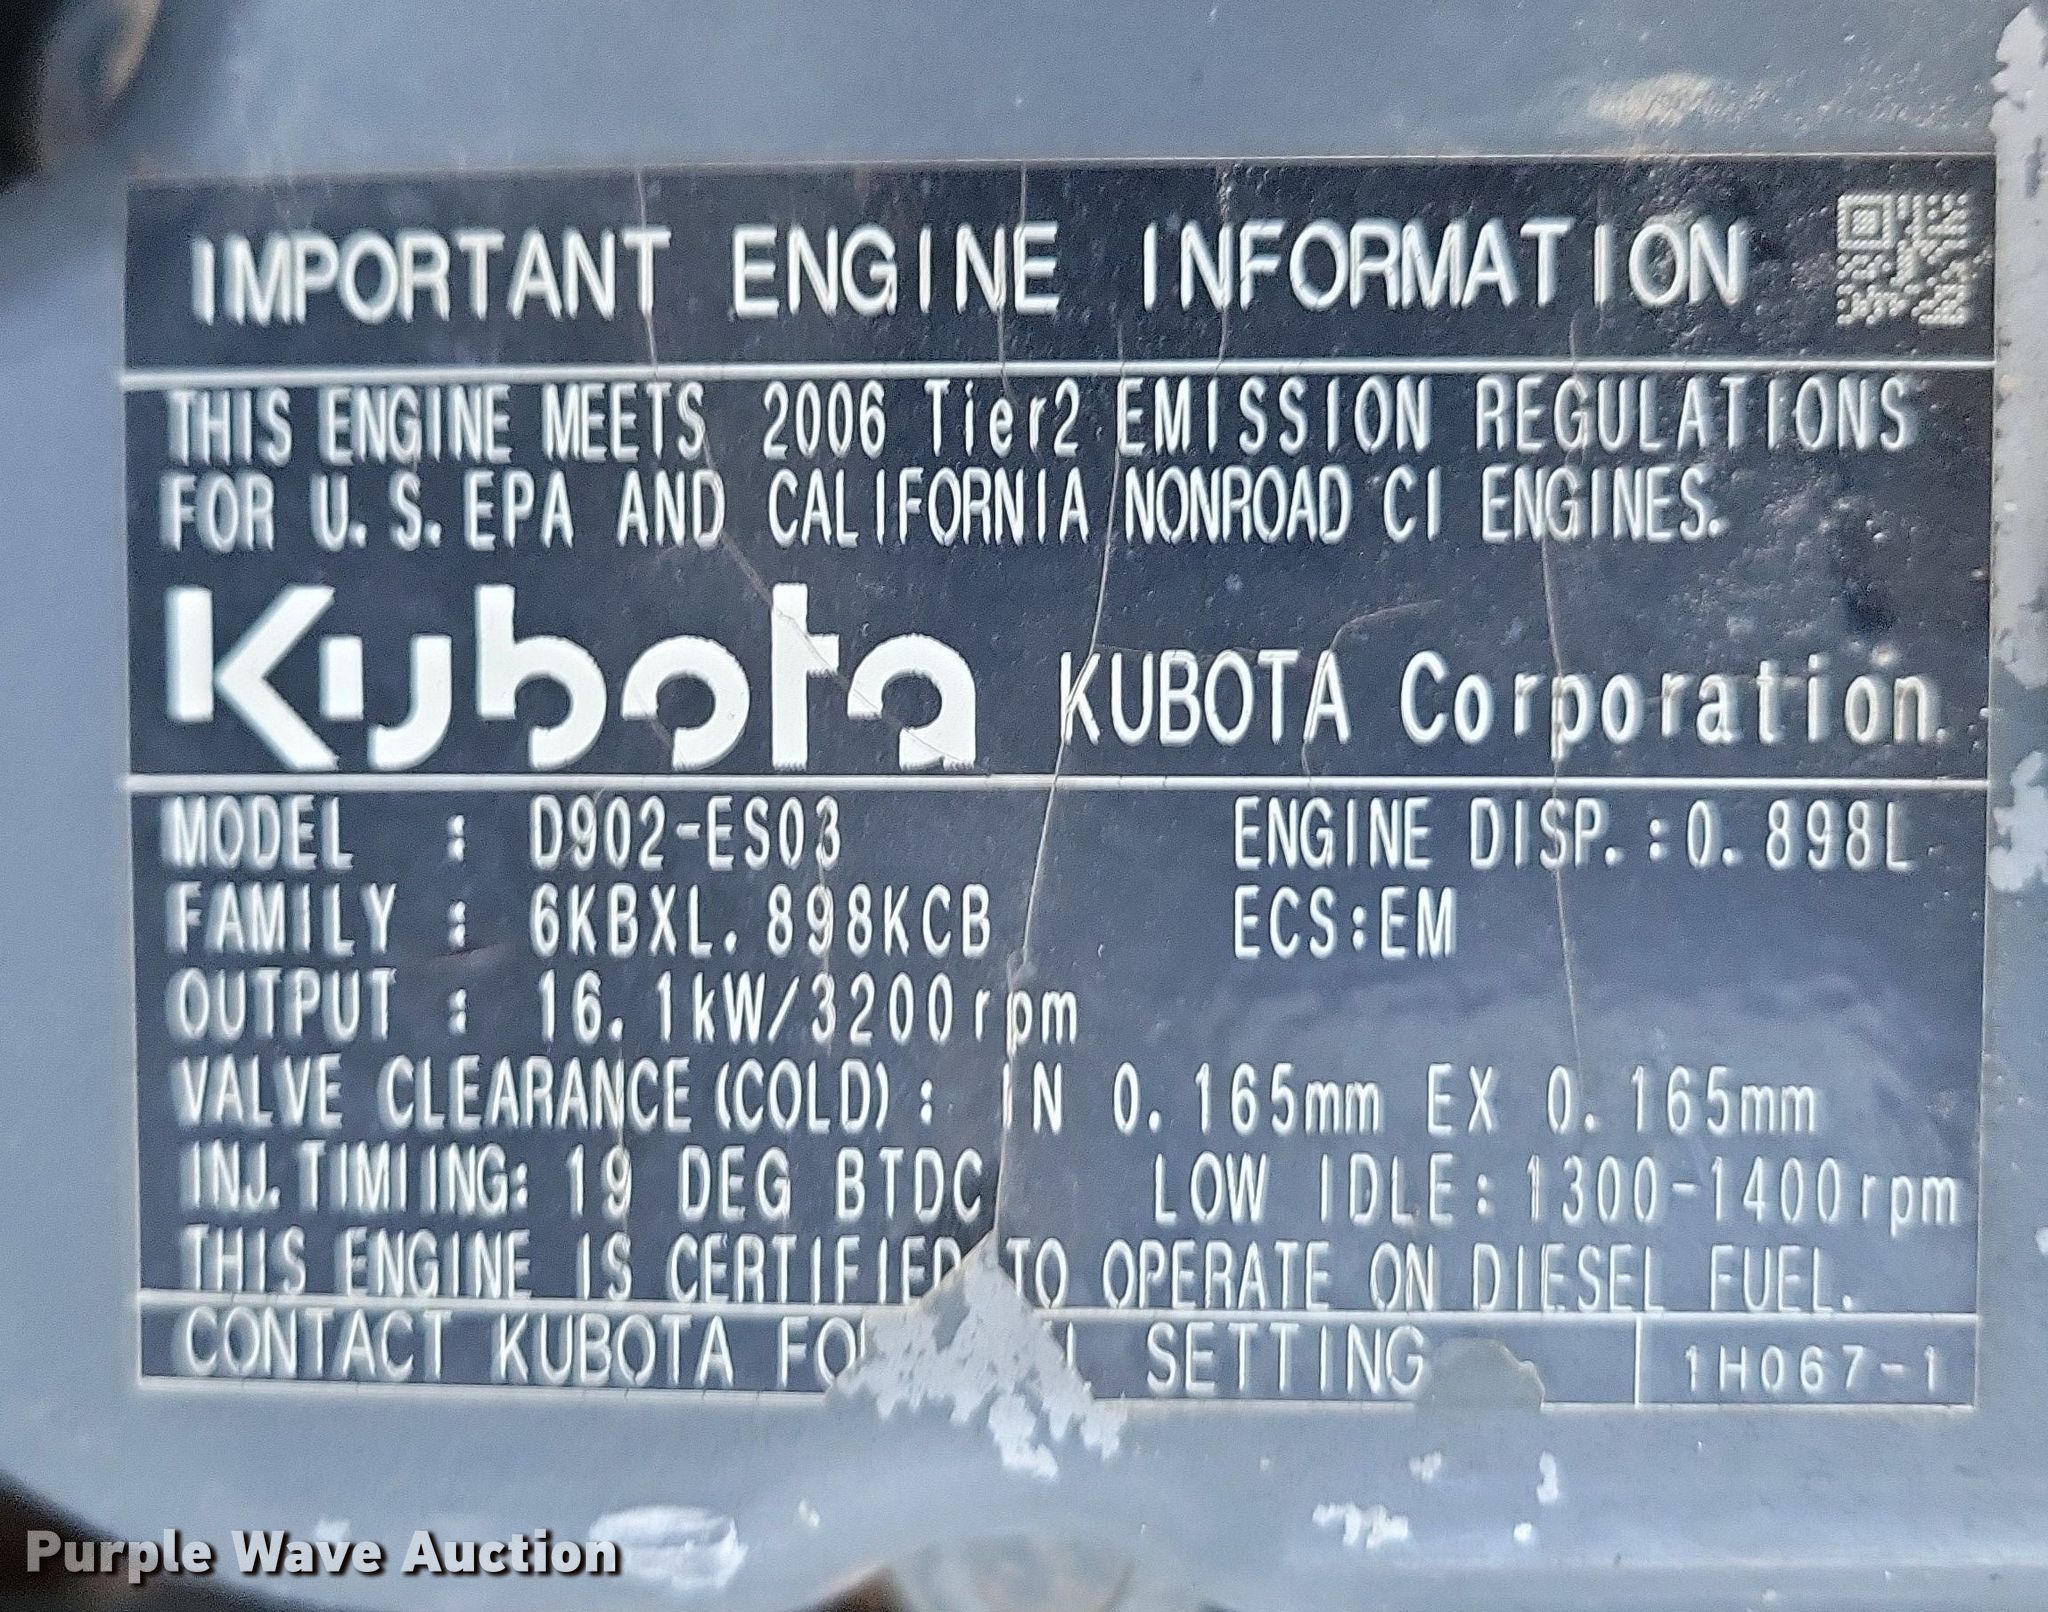 IMPORTANT ENGINE INFORMATION
THIS ENGINE MEETS 2006 Tier2 EMISSION REGULATIONS
FOR U.S.EPA AND CALIFORNIA NONROAD CI ENGINES.
Kubota KUBOTA Corporation
MODEL : D902-ES03 ENGINE DISP.:0.898L
FAMILY : 6KBXL.898KCB ECS:EM
OUTPUT : 16.1kW/3200rpm
VALVE CLEARANCE(COLD): IN 0.165mm EX 0.165mm
INJ.TIMIING: 19 DEG BTDC LOW IDLE: 1300-1400rpm
THIS ENGINE IS CERTIFIED TO OPERATE ON DIESEL FUEL.
CONTACT KUBOTA SETTING 1H067-1
Purple Wave Auction